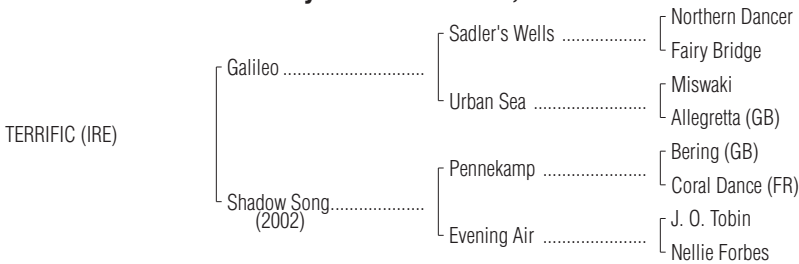 Northern Dancer
Sadler's Wells ..................
Fairy Bridge
Galileo ..............................
Miswaki
Urban Sea ........................
Allegretta (GB)
TERRIFIC (IRE)
Bering (GB)
Pennekamp ......................
Coral Dance (FR)
Shadow Song....................
(2002)
J. O. Tobin
Evening Air ......................
Nellie Forbes